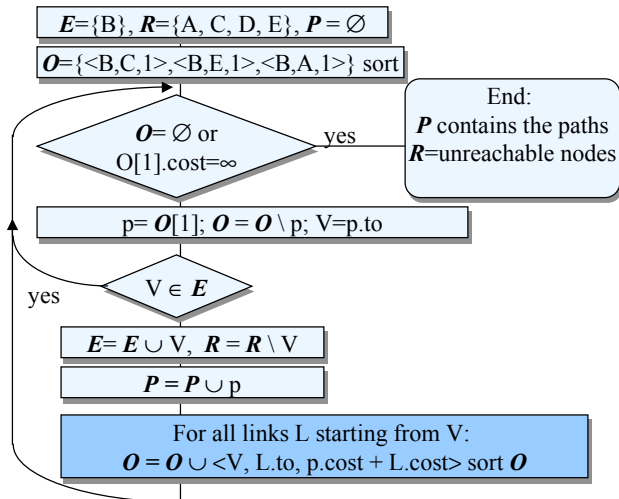 E={B}, R={A, C, D, E}, P = ∅
O={<B,C,1>,<B,E,1>,<B,A,1>} sort
O= ∅ or
O[1].cost=∞
yes
End:
P contains the paths
R=unreachable nodes
p= O[1]; O = O \ p; V=p.to
V ∈ E
yes
E= E ∪ V, R = R \ V
P = P ∪ p
For all links L starting from V:
O = O ∪ <V, L.to, p.cost + L.cost> sort O